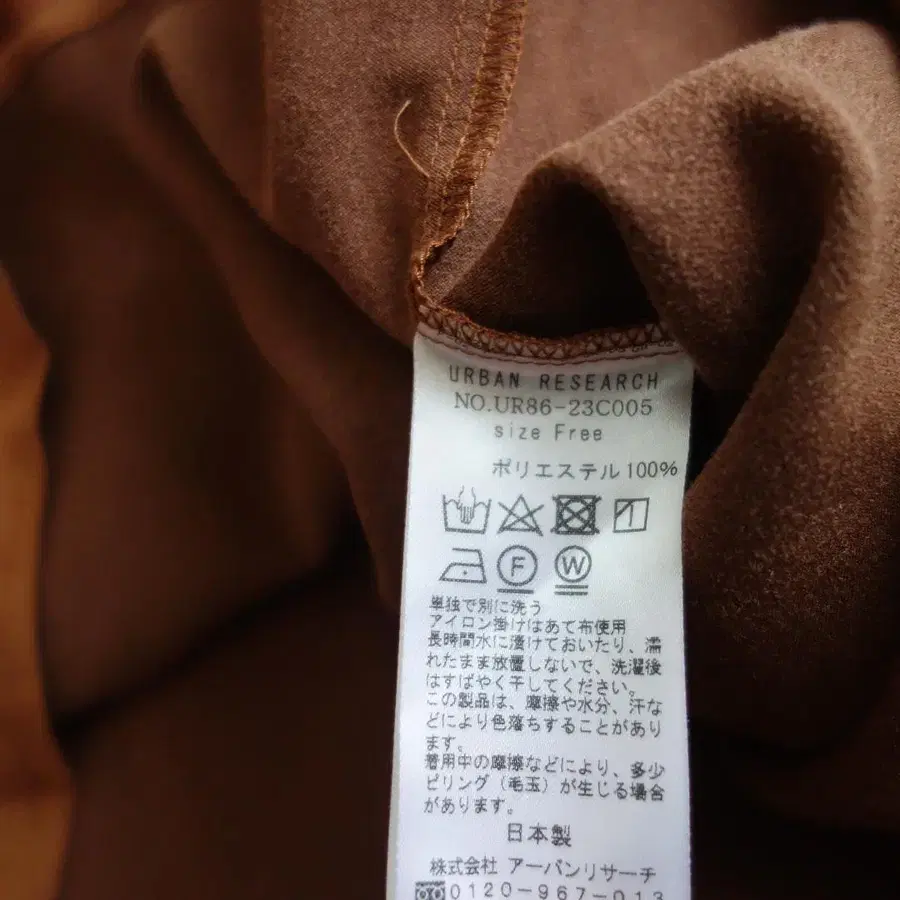 URBAN RESEARCH
NO.UR86-23C005
size Free
ポリエステル100%
F W
単独で別に洗う
アイロン掛けはあて布使用
長時間水に漬けておいたり、濡
れたまま放置しないで、洗濯後
はすばやく干してください。
この製品は、摩擦や水分、汗な
どにより色落ちすることがあり
ます。
着用中の摩擦などにより、多少
ピリング（毛玉）が生じる場合
があります。
日本製
株式会社 アーバンリサーチ
0120-967-013